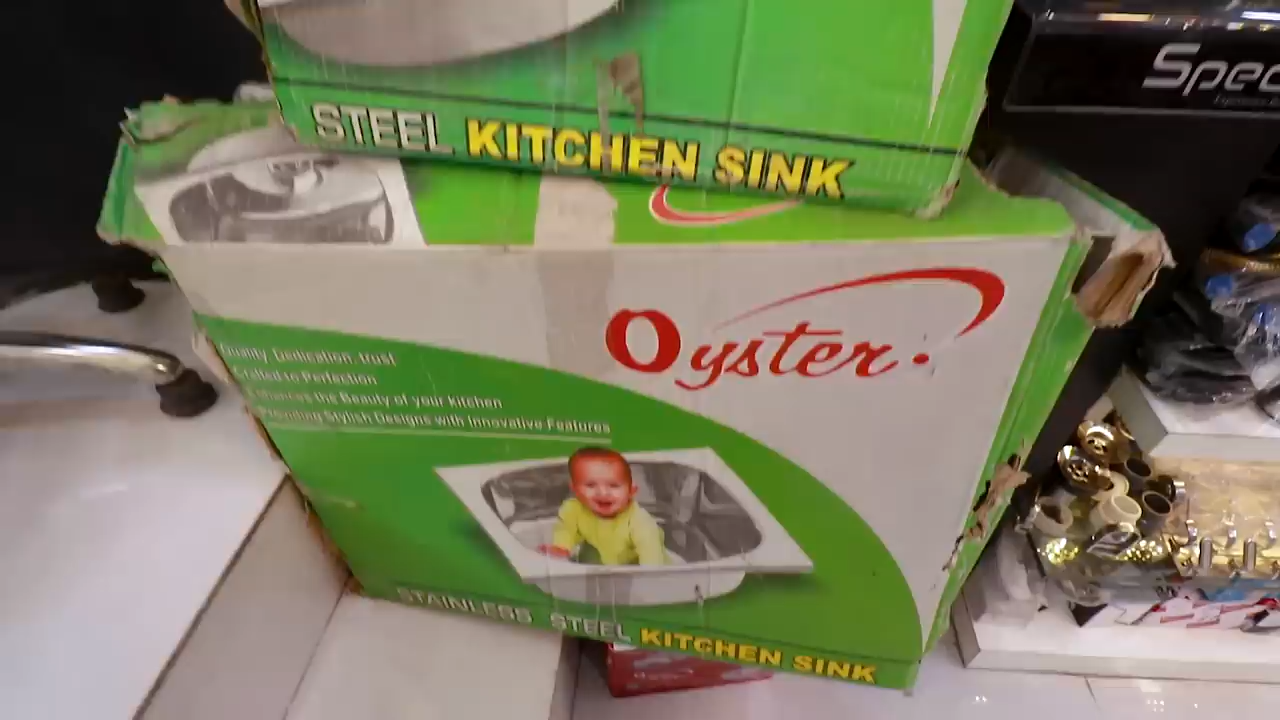 Spec
STEEL KITCHEN SINK
Oyster.
Quality, Dedication, trust
Crafted to Perfection
Enhances the Beauty of your kitchen
Stylish Designs with Innovative Features
STAINLESS STEEL KITCHEN SINK